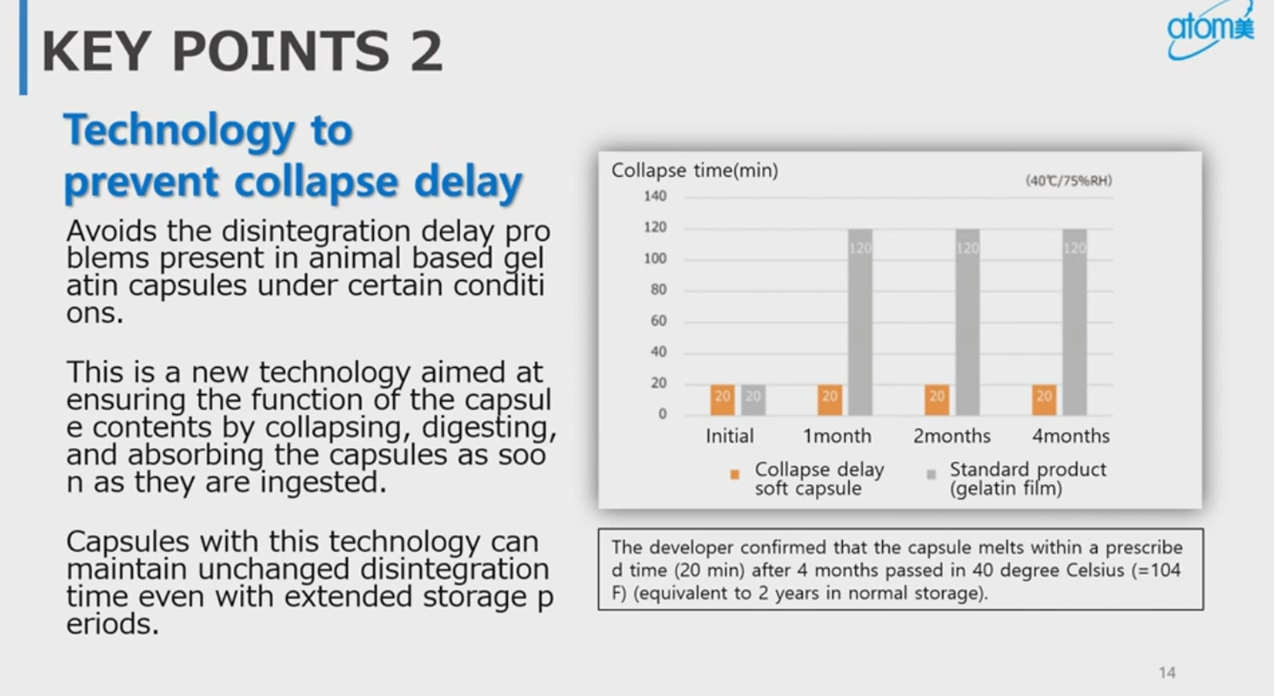 KEY POINTS 2
atom美
Technology to
prevent collapse delay
Avoids the disintegration delay pro
blems present in animal based gel
atin capsules under certain conditi
ons.
This is a new technology aimed at
ensuring the function of the capsul
e contents by collapsing, digesting,
and absorbing the capsules as soo
n as they are ingested.
Capsules with this technology can
maintain unchanged disintegration
time even with extended storage p
eriods.
Collapse time(min)
(40℃/75%RH)
140
120
100
80
60
40
20
0
20 20 20 120 20 120 20 120
Initial 1month 2months 4months
Collapse delay
soft capsule
Standard product
(gelatin film)
The developer confirmed that the capsule melts within a prescribe
d time (20 min) after 4 months passed in 40 degree Celsius (=104
F) (equivalent to 2 years in normal storage).
14